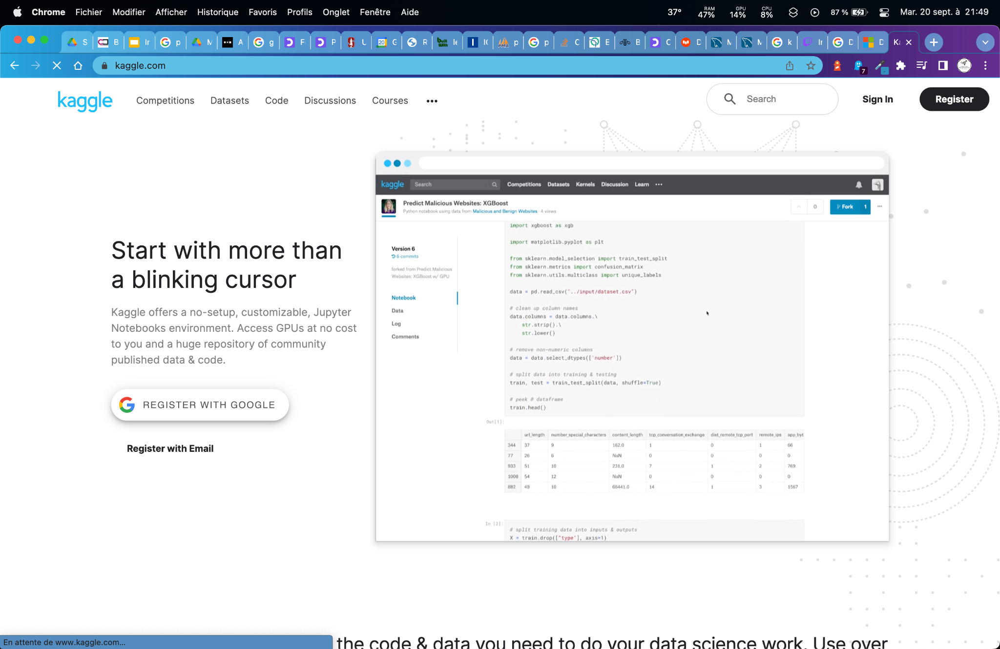 Chrome Fichier Modifier Afficher Historique Favoris Profils Onglet Fenêtre Aide 37° RAM 47% GPU 14% CPU 8% 87 % Mar. 20 sept. à 21:49
S B Ir p M A g F P U 20 G R Built With le I IC PMA p p C E B C up D M M k Ir D D Ka
kaggle.com 7
kaggle Competitions Datasets Code Discussions Courses ••• Search Sign In Register
Start with more than
a blinking cursor
Kaggle offers a no-setup, customizable, Jupyter
Notebooks environment. Access GPUs at no cost
to you and a huge repository of community
published data & code.
REGISTER WITH GOOGLE
Register with Email
kaggle Search Competitions Datasets Kernels Discussion Learn •••
Predict Malicious Websites: XGBoost
Python notebook using data from Malicious and Benign Websites · 4 views
0 Fork 1
Version 6
6 commits
forked from Predict Malicious
Websites: XGBoost w/ GPU
Notebook
Data
Log
Comments
import xgboost as xgb
import matplotlib.pyplot as plt
from sklearn.model_selection import train_test_split
from sklearn.metrics import confusion_matrix
from sklearn.utils.multiclass import unique_labels
data = pd.read_csv("../input/dataset.csv")
# clean up column names
data.columns = data.columns.\
str.strip().\
str.lower()
# remove non-numeric columns
data = data.select_dtypes(['number'])
# split data into training & testing
train, test = train_test_split(data, shuffle=True)
# peek @ dataframe
train.head()
Out[1]:
url_length number_special_characters content_length tcp_conversation_exchange dist_remote_tcp_port remote_ips app_byt
344 37 9 162.0 1 0 1 66
77 26 6 NaN 0 0 0 0
933 51 10 231.0 7 1 2 769
1008 54 12 NaN 0 0 0 0
882 49 10 66441.0 14 1 3 1567
In [2]:
# split training data into inputs & outputs
X = train.drop(["type"], axis=1)
the code & data you need to do your data science work. Use over
En attente de www.kaggle.com...